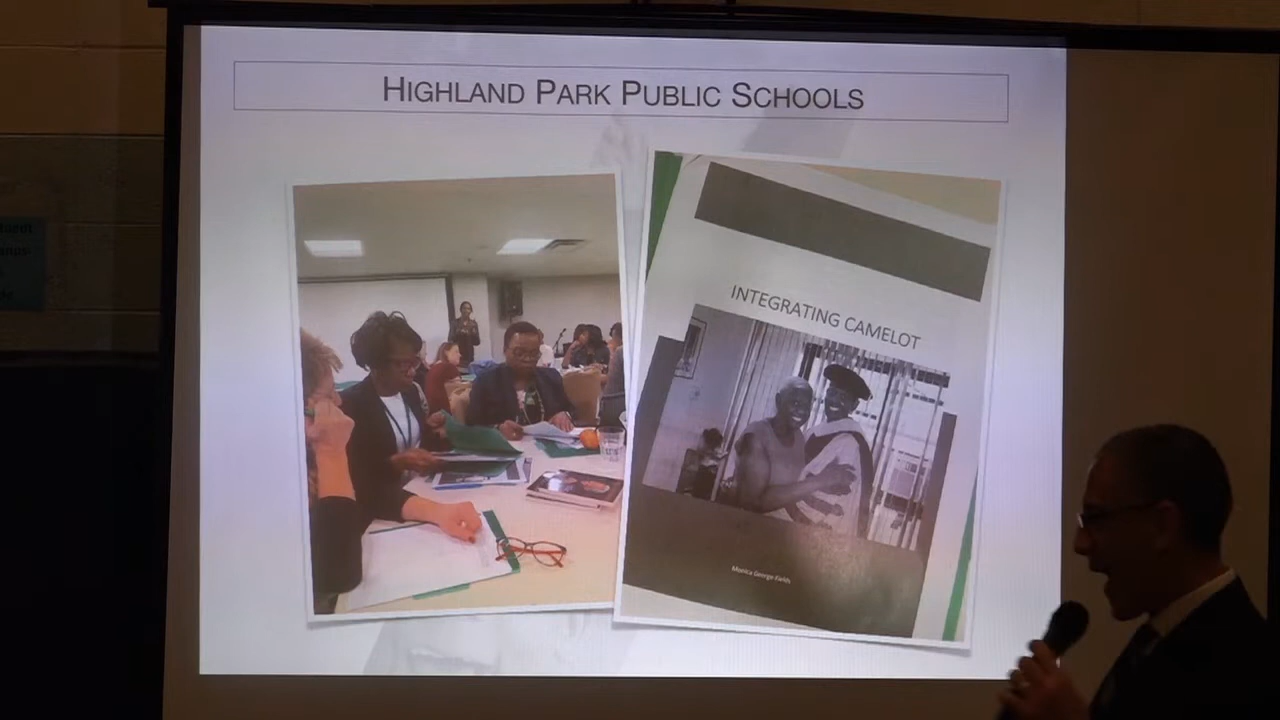 HIGHLAND PARK PUBLIC SCHOOLS
INTEGRATING CAMELOT
Monica George-Fields